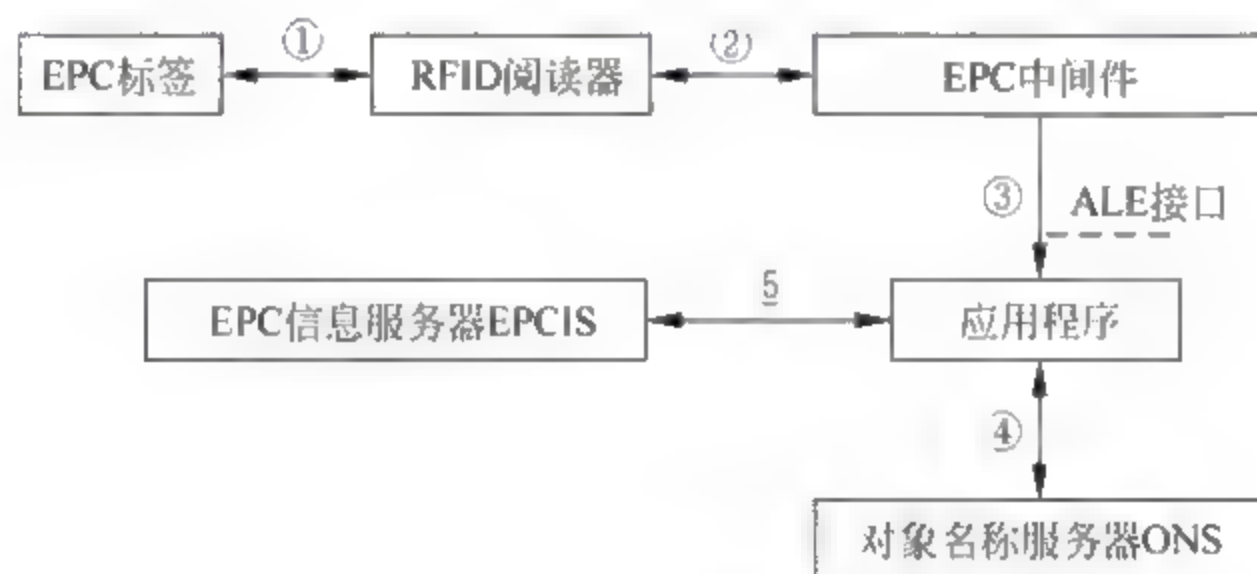 ①
②
EPC标签
RFID阅读器
EPC中间件
③
ALE接口
5
EPC信息服务器EPCIS
应用程序
④
对象名称服务器ONS